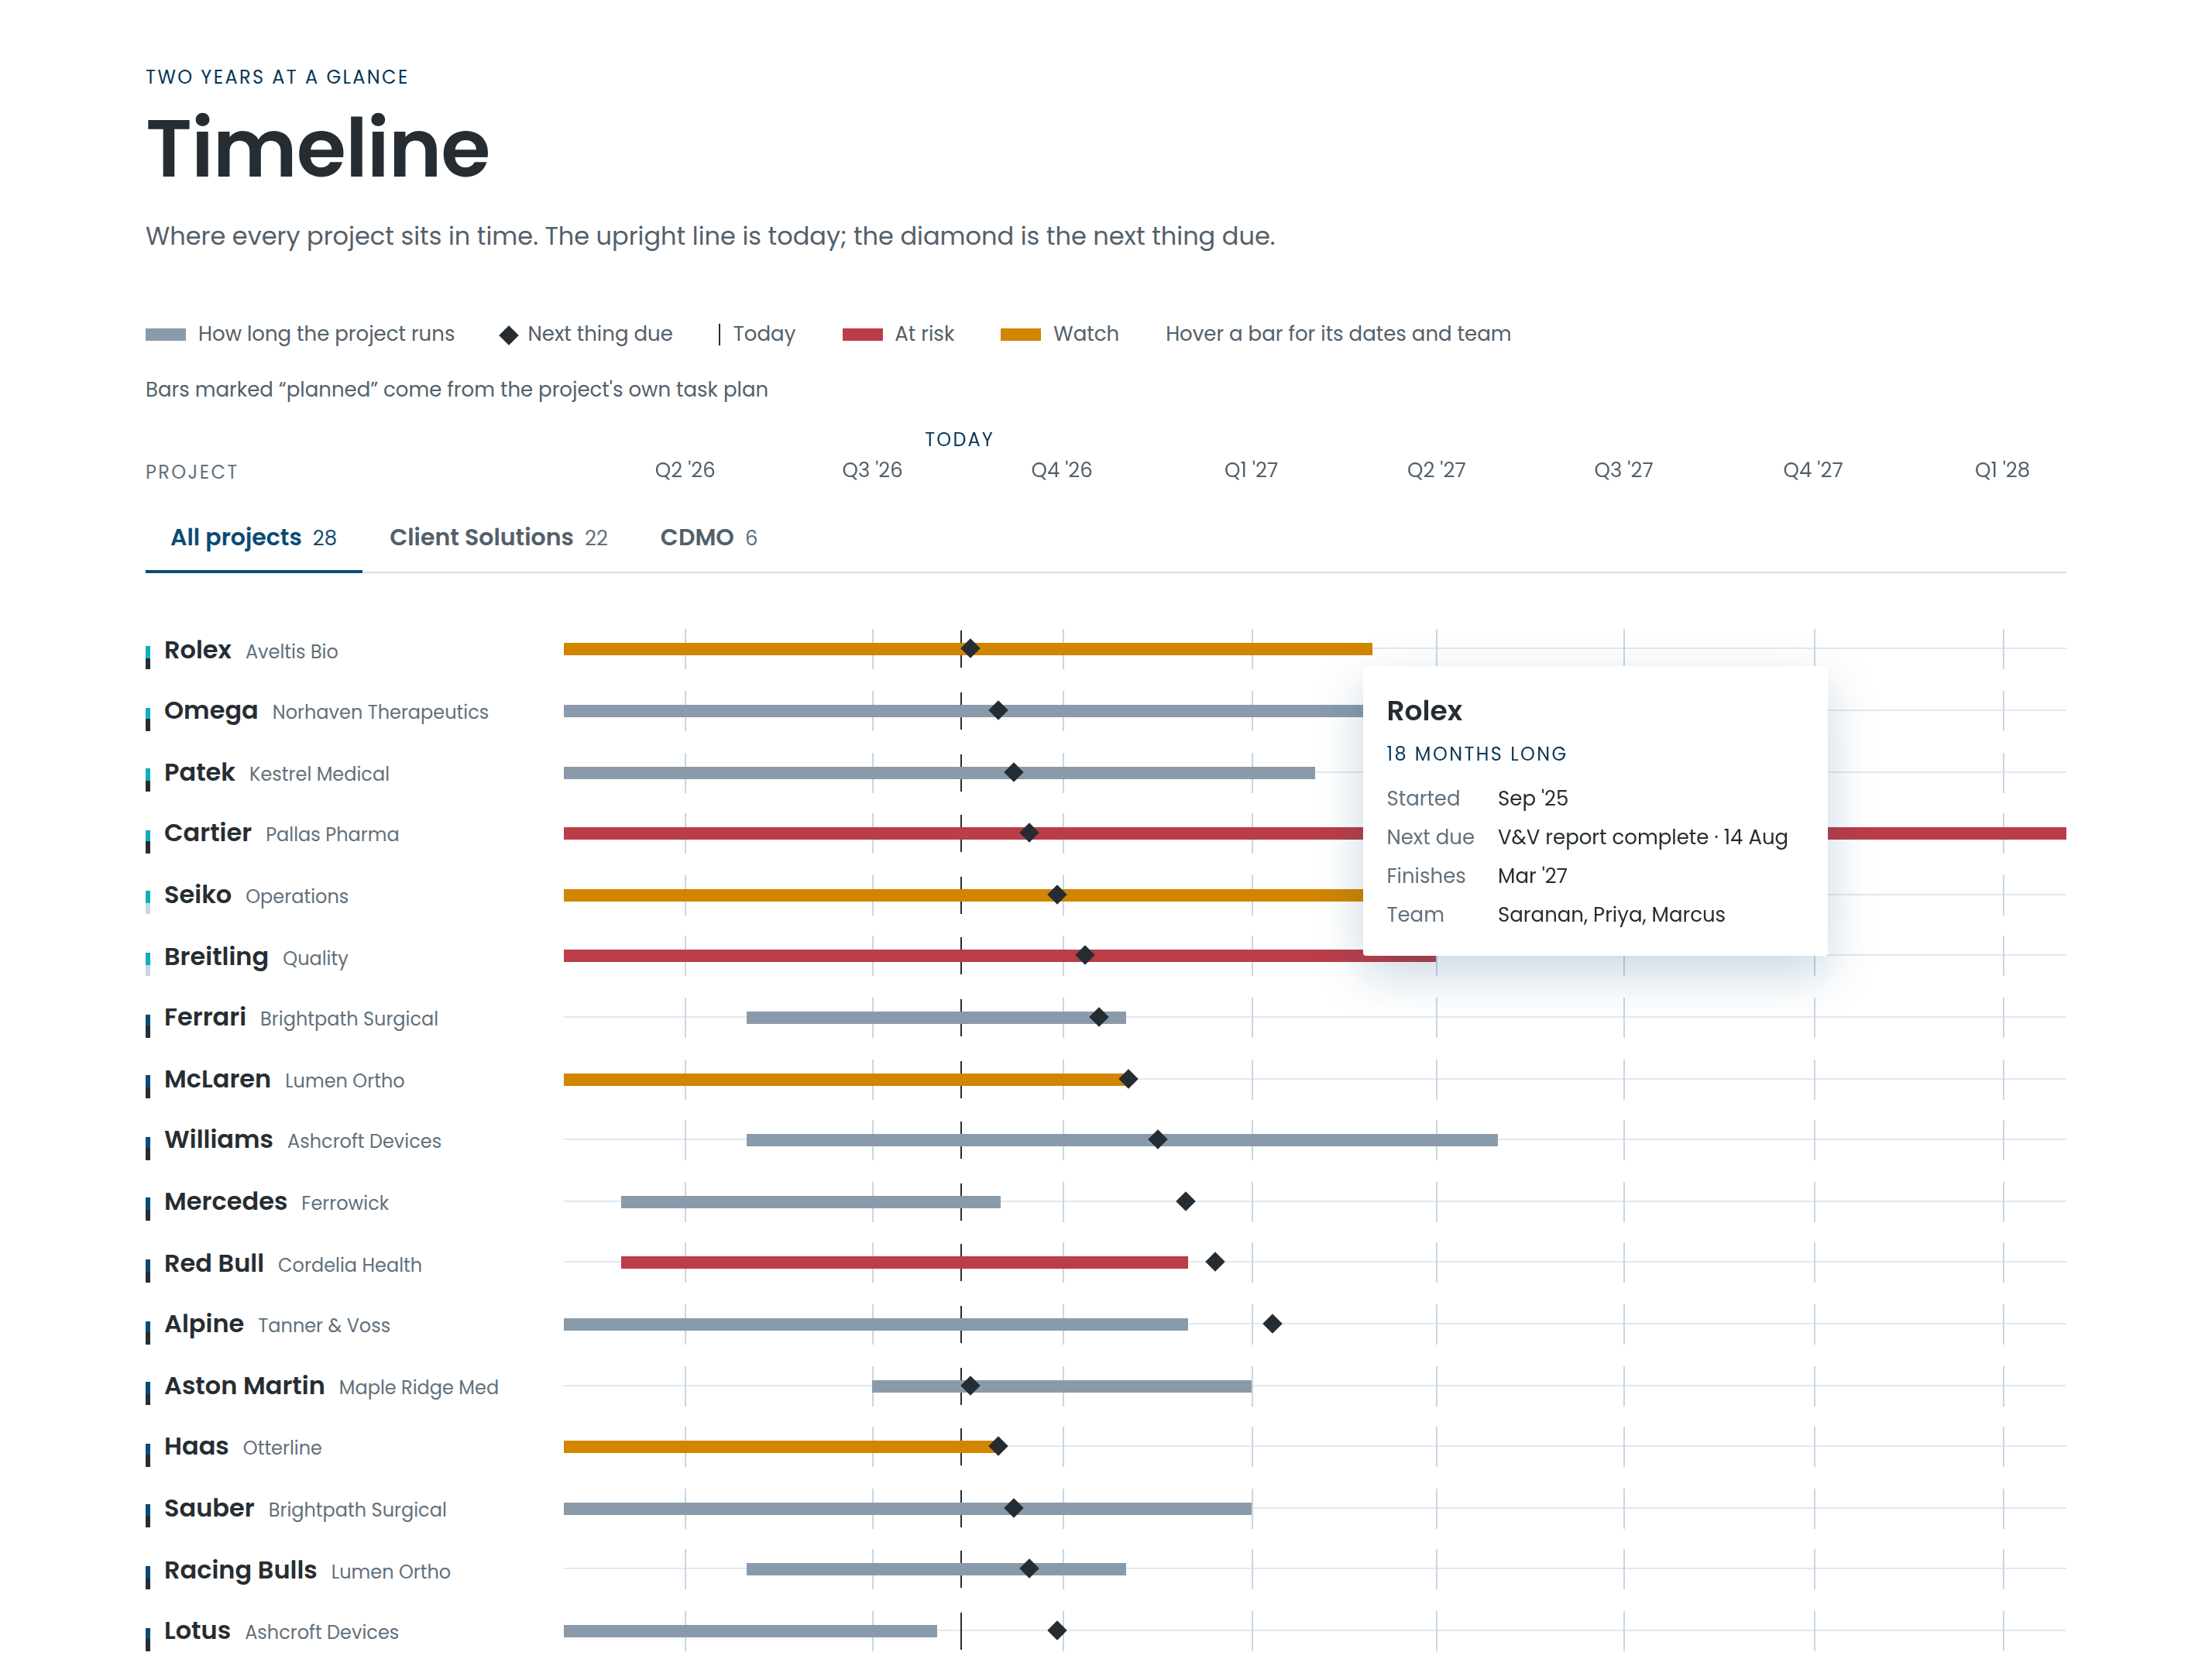 TWO YEARS AT A GLANCE
Timeline
Where every project sits in time. The upright line is today; the diamond is the next thing due.
How long the project runs Next thing due Today At risk Watch Hover a bar for its dates and team
Bars marked “planned” come from the project's own task plan
TODAY
PROJECT Q2 '26 Q3 '26 Q4 '26 Q1 '27 Q2 '27 Q3 '27 Q4 '27 Q1 '28
All projects 28 Client Solutions 22 CDMO 6
Rolex Aveltis Bio
Omega Norhaven Therapeutics
Patek Kestrel Medical
Cartier Pallas Pharma
Seiko Operations
Breitling Quality
Rolex
18 MONTHS LONG
Started Sep '25
Next due V&V report complete · 14 Aug
Finishes Mar '27
Team Saranan, Priya, Marcus
Ferrari Brightpath Surgical
McLaren Lumen Ortho
Williams Ashcroft Devices
Mercedes Ferrowick
Red Bull Cordelia Health
Alpine Tanner & Voss
Aston Martin Maple Ridge Med
Haas Otterline
Sauber Brightpath Surgical
Racing Bulls Lumen Ortho
Lotus Ashcroft Devices